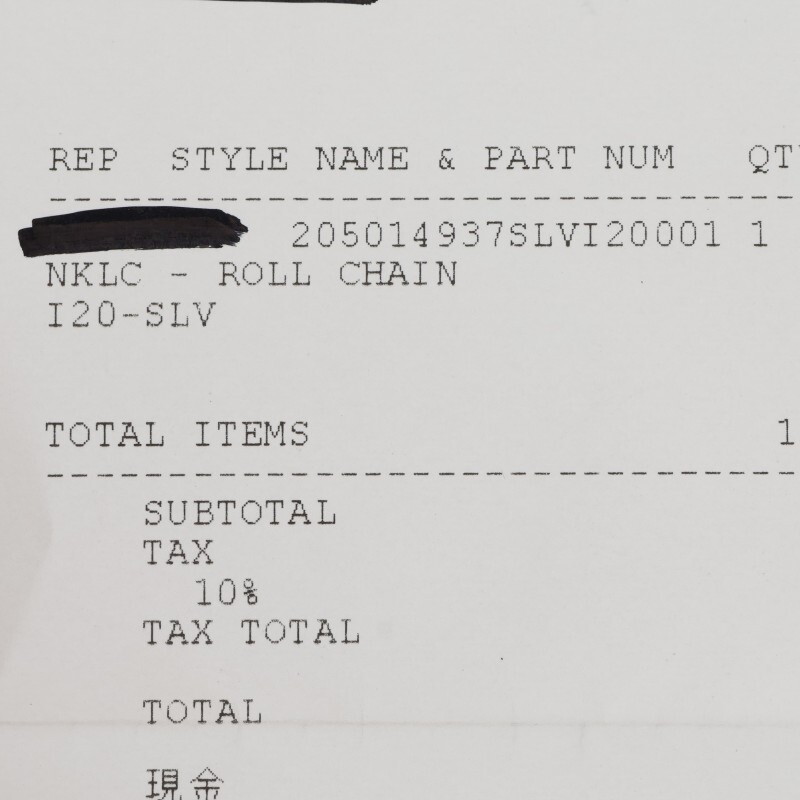 REP STYLE NAME & PART NUM QT
--------------------------------
205014937SLVI20001 1
NKLC - ROLL CHAIN
I20-SLV
TOTAL ITEMS 1
--------------------------------
SUBTOTAL
TAX
10%
TAX TOTAL
TOTAL
現金